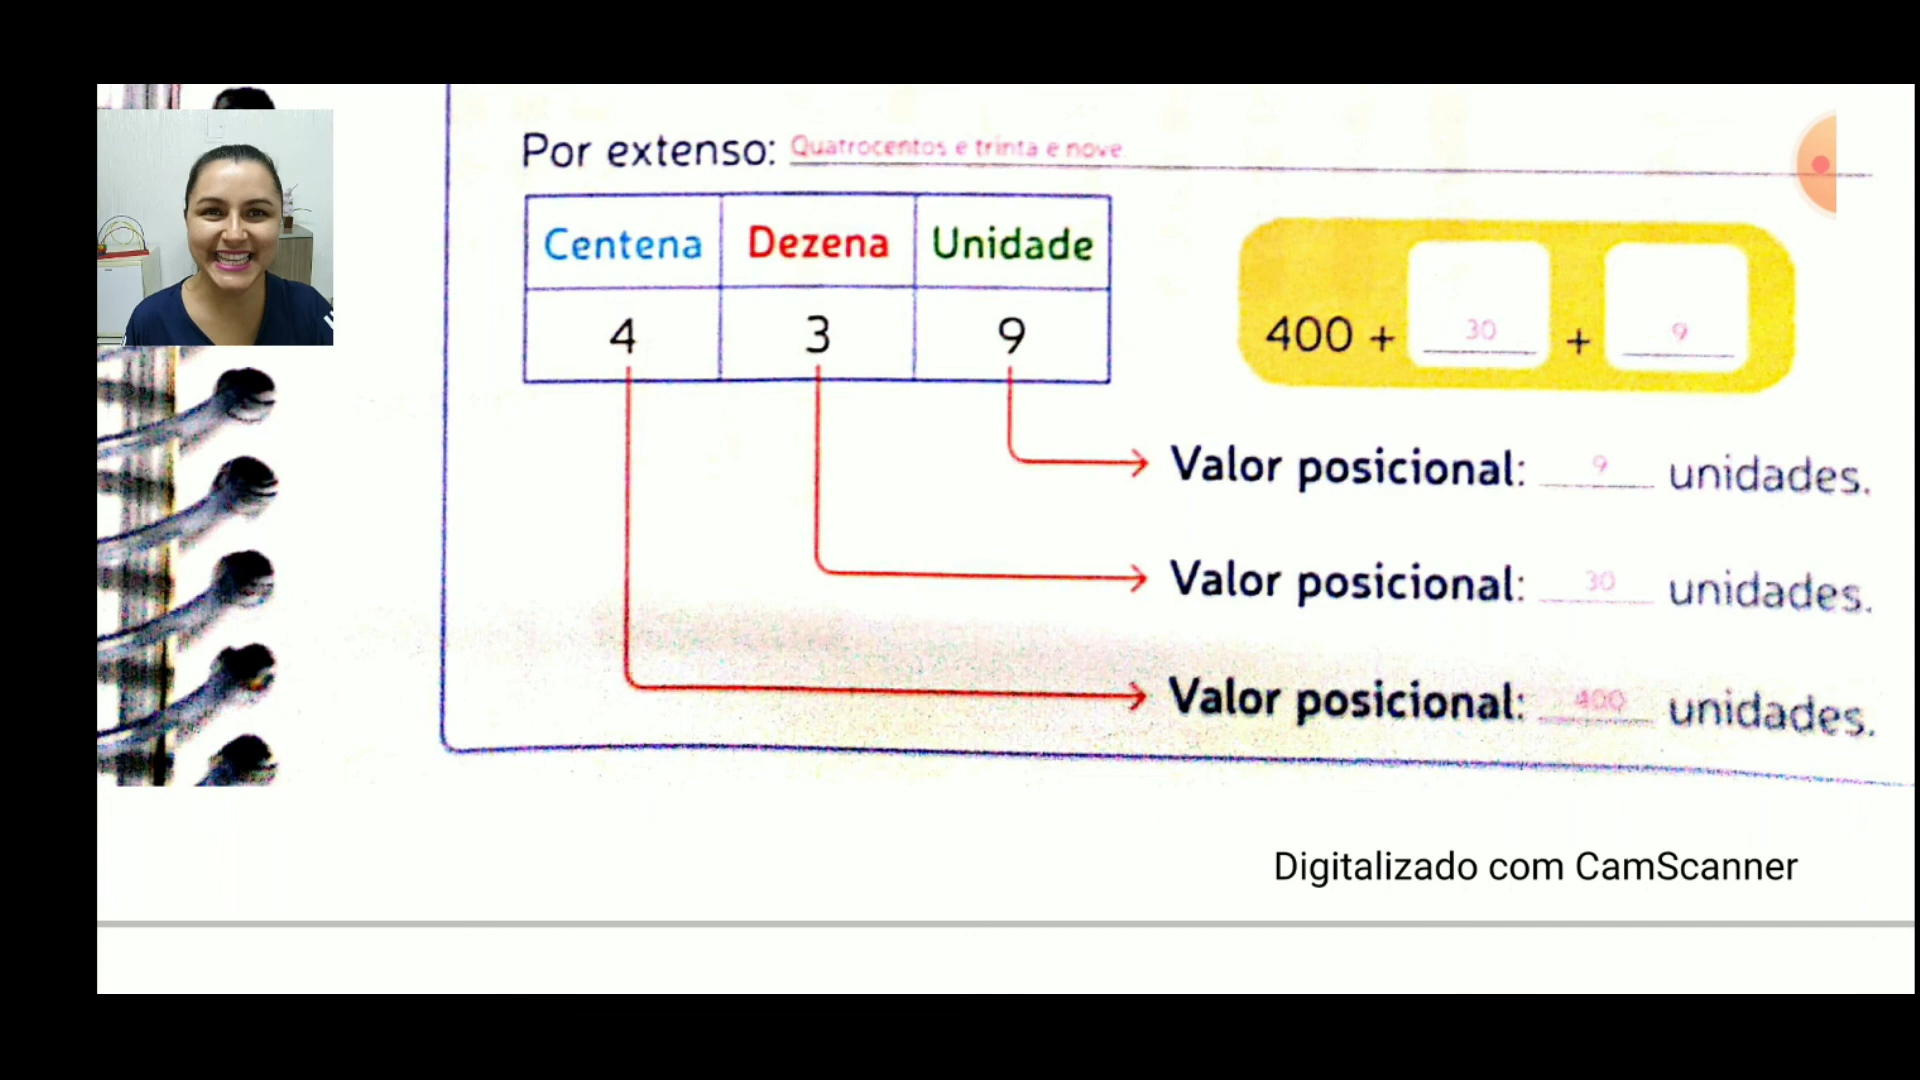 Por extenso: Quatrocentos e trinta e nove.
Centena Dezena Unidade
4 3 9
400 + 30 + 9
Valor posicional: 9 unidades.
Valor posicional: 30 unidades.
Valor posicional: 400 unidades.
Digitalizado com CamScanner